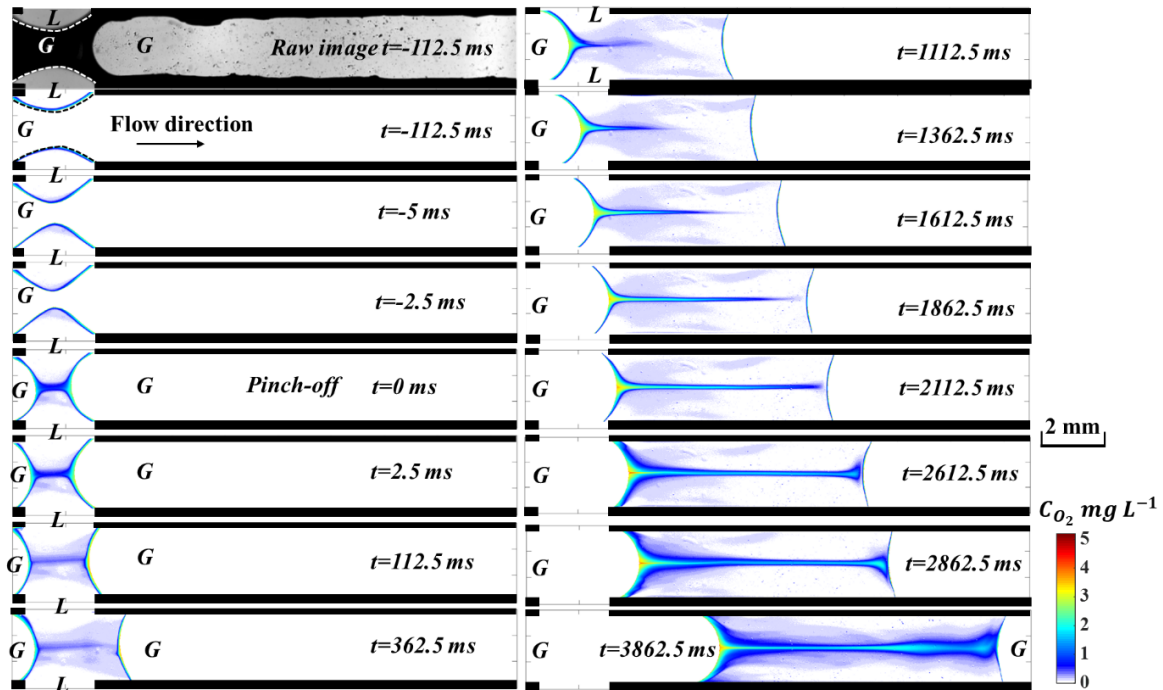 L
G
G
Raw image t=-112.5 ms
L
G
Flow direction
t=-112.5 ms
L
G
t=-5 ms
L
G
t=-2.5 ms
L
G
G
Pinch-off
t=0 ms
L
G
G
t=2.5 ms
L
G
G
t=112.5 ms
L
G
G
t=362.5 ms
L
L
G
t=1112.5 ms
L
G
t=1362.5 ms
G
t=1612.5 ms
G
t=1862.5 ms
G
t=2112.5 ms
G
t=2612.5 ms
G
t=2862.5 ms
G
t=3862.5 ms
G
2 mm
C_{O_2} mg L^{-1}
5
4
3
2
1
0